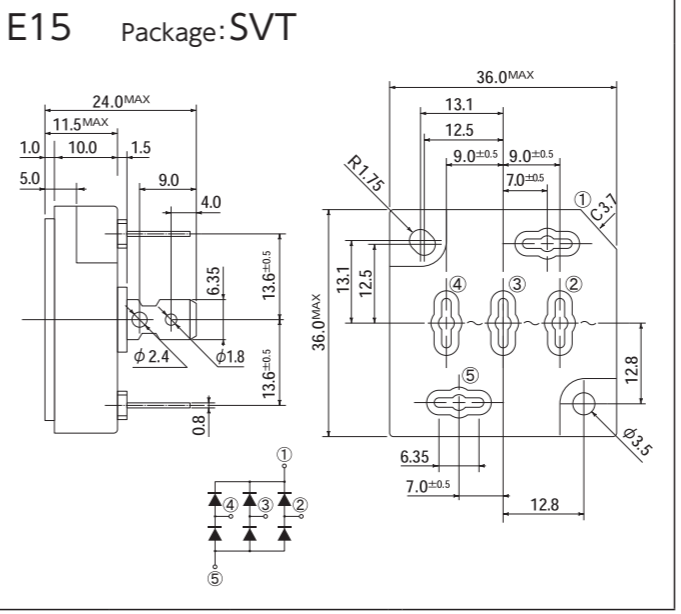 E15 Package:SVT
24.0MAX
11.5MAX
1.0 10.0 1.5
5.0 9.0
4.0
6.35
13.6±0.5
φ2.4 φ1.8
13.6±0.5
0.8
36.0MAX
13.1
12.5
9.0±0.5 9.0±0.5
7.0±0.5
R1.75
① C3.7
13.1 12.5
36.0MAX
④ ③ ②
⑤
12.8
6.35
φ3.5
7.0±0.5
12.8
①
④ ③ ②
⑤